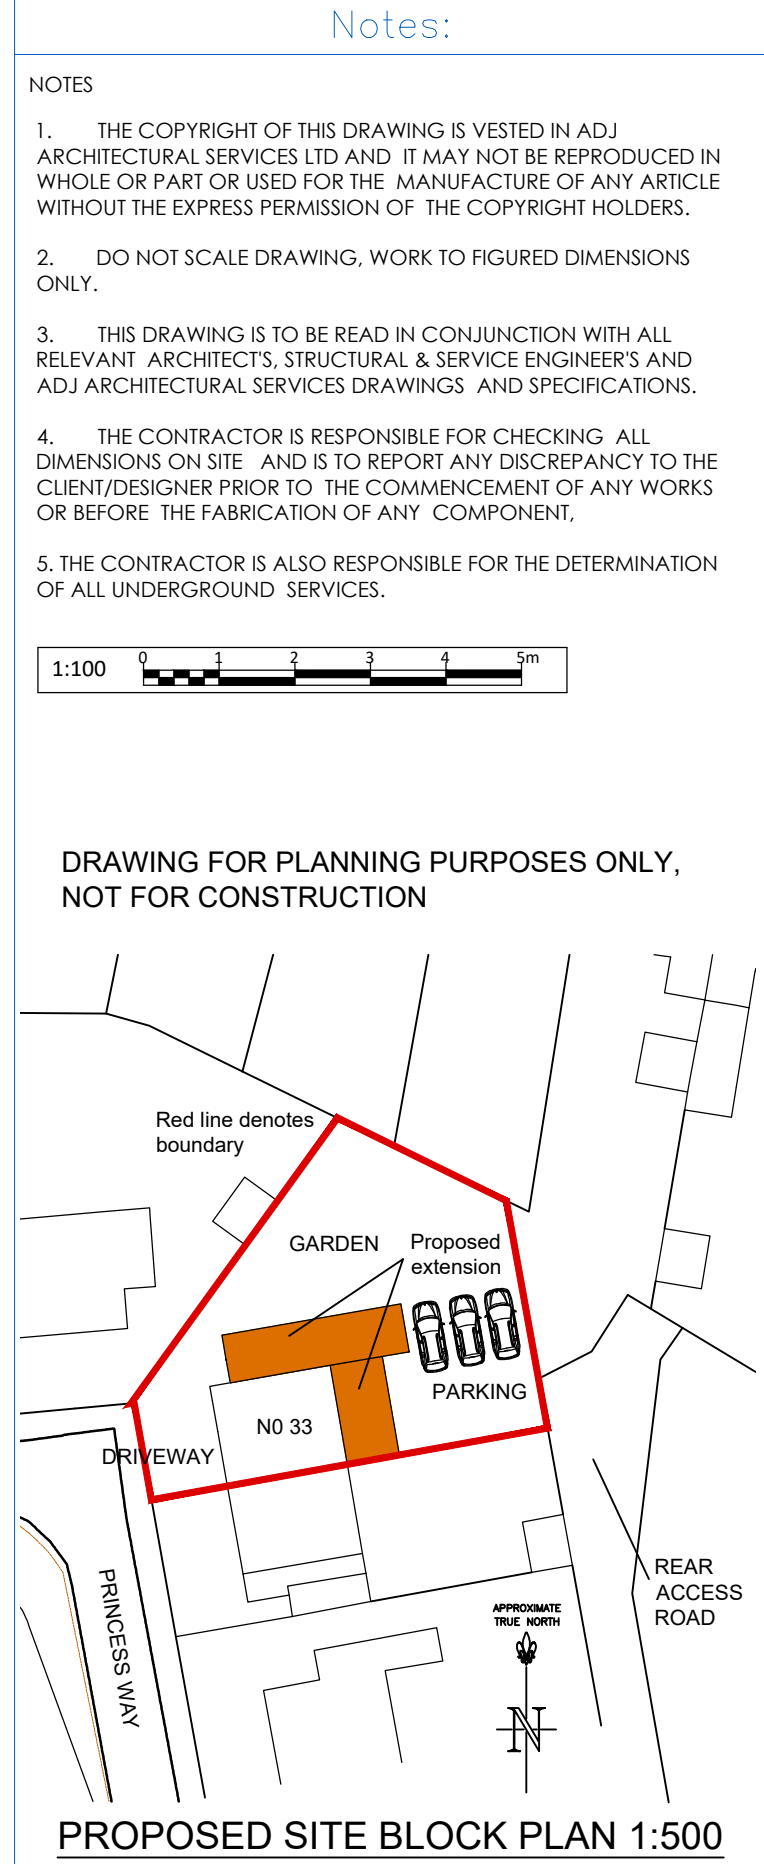 Notes:
NOTES
1. THE COPYRIGHT OF THIS DRAWING IS VESTED IN ADJ
ARCHITECTURAL SERVICES LTD AND IT MAY NOT BE REPRODUCED IN
WHOLE OR PART OR USED FOR THE MANUFACTURE OF ANY ARTICLE
WITHOUT THE EXPRESS PERMISSION OF THE COPYRIGHT HOLDERS.
2. DO NOT SCALE DRAWING, WORK TO FIGURED DIMENSIONS
ONLY.
3. THIS DRAWING IS TO BE READ IN CONJUNCTION WITH ALL
RELEVANT ARCHITECT'S, STRUCTURAL & SERVICE ENGINEER'S AND
ADJ ARCHITECTURAL SERVICES DRAWINGS AND SPECIFICATIONS.
4. THE CONTRACTOR IS RESPONSIBLE FOR CHECKING ALL
DIMENSIONS ON SITE AND IS TO REPORT ANY DISCREPANCY TO THE
CLIENT/DESIGNER PRIOR TO THE COMMENCEMENT OF ANY WORKS
OR BEFORE THE FABRICATION OF ANY COMPONENT,
5. THE CONTRACTOR IS ALSO RESPONSIBLE FOR THE DETERMINATION
OF ALL UNDERGROUND SERVICES.
1:100 0 1 2 3 4 5m
DRAWING FOR PLANNING PURPOSES ONLY,
NOT FOR CONSTRUCTION
Red line denotes
boundary
GARDEN
Proposed
extension
PARKING
N0 33
DRIVEWAY
PRINCESS WAY
REAR
ACCESS
ROAD
APPROXIMATE
TRUE NORTH
N
PROPOSED SITE BLOCK PLAN 1:500